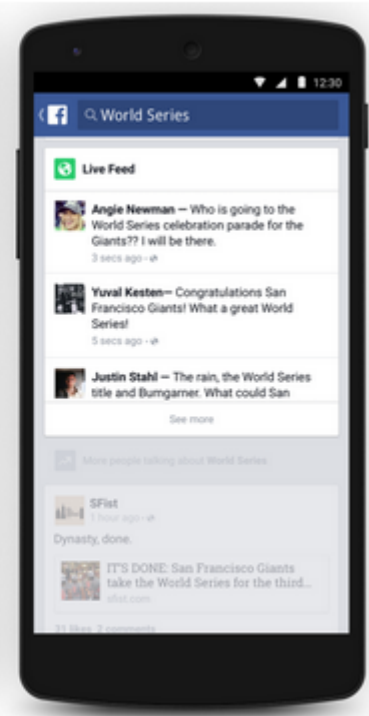 12:30
f World Series
Live Feed
Angie Newman — Who is going to the
World Series celebration parade for the
Giants?? I will be there.
3 secs ago
Yuval Kesten— Congratulations San
Francisco Giants! What a great World
Series!
5 secs ago
Justin Stahl — The rain, the World Series
title and Bumgarner. What could San
See more
More people talking about World Series.
SFist
1 hour ago
Dynasty, done.
IT'S DONE: San Francisco Giants
take the World Series for the third...
sfist.com
31 likes 2 comments